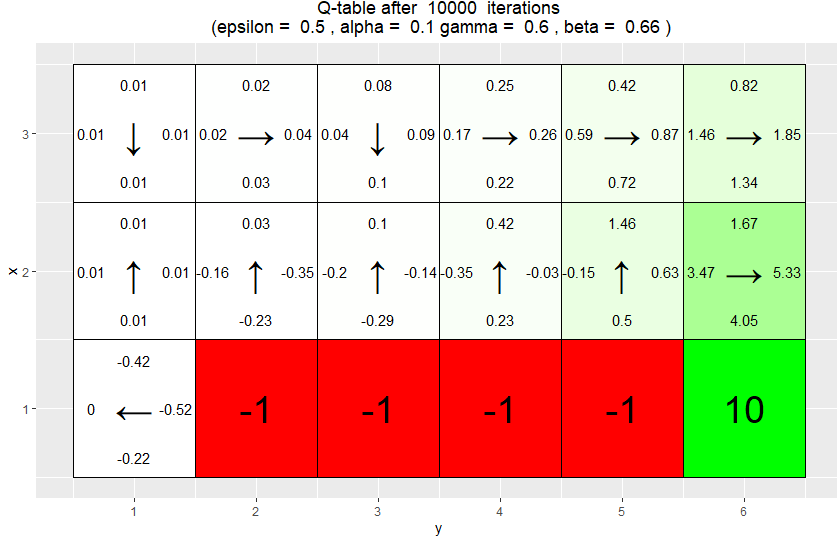 Q-table after 10000 iterations
(epsilon = 0.5 , alpha = 0.1 gamma = 0.6 , beta = 0.66 )
0.01 0.02 0.08 0.25 0.42 0.82
3 0.01 ↓ 0.01 0.02 → 0.04 0.04 ↓ 0.09 0.17 → 0.26 0.59 → 0.87 1.46 → 1.85
0.01 0.03 0.1 0.22 0.72 1.34
0.01 0.03 0.1 0.42 1.46 1.67
x 2 0.01 ↑ 0.01 -0.16 ↑ -0.35 -0.2 ↑ -0.14 -0.35 ↑ -0.03 -0.15 ↑ 0.63 3.47 → 5.33
0.01 -0.23 -0.29 0.23 0.5 4.05
-0.42
1 0 ← -0.52 -1 -1 -1 -1 10
-0.22
1 2 3 4 5 6
y